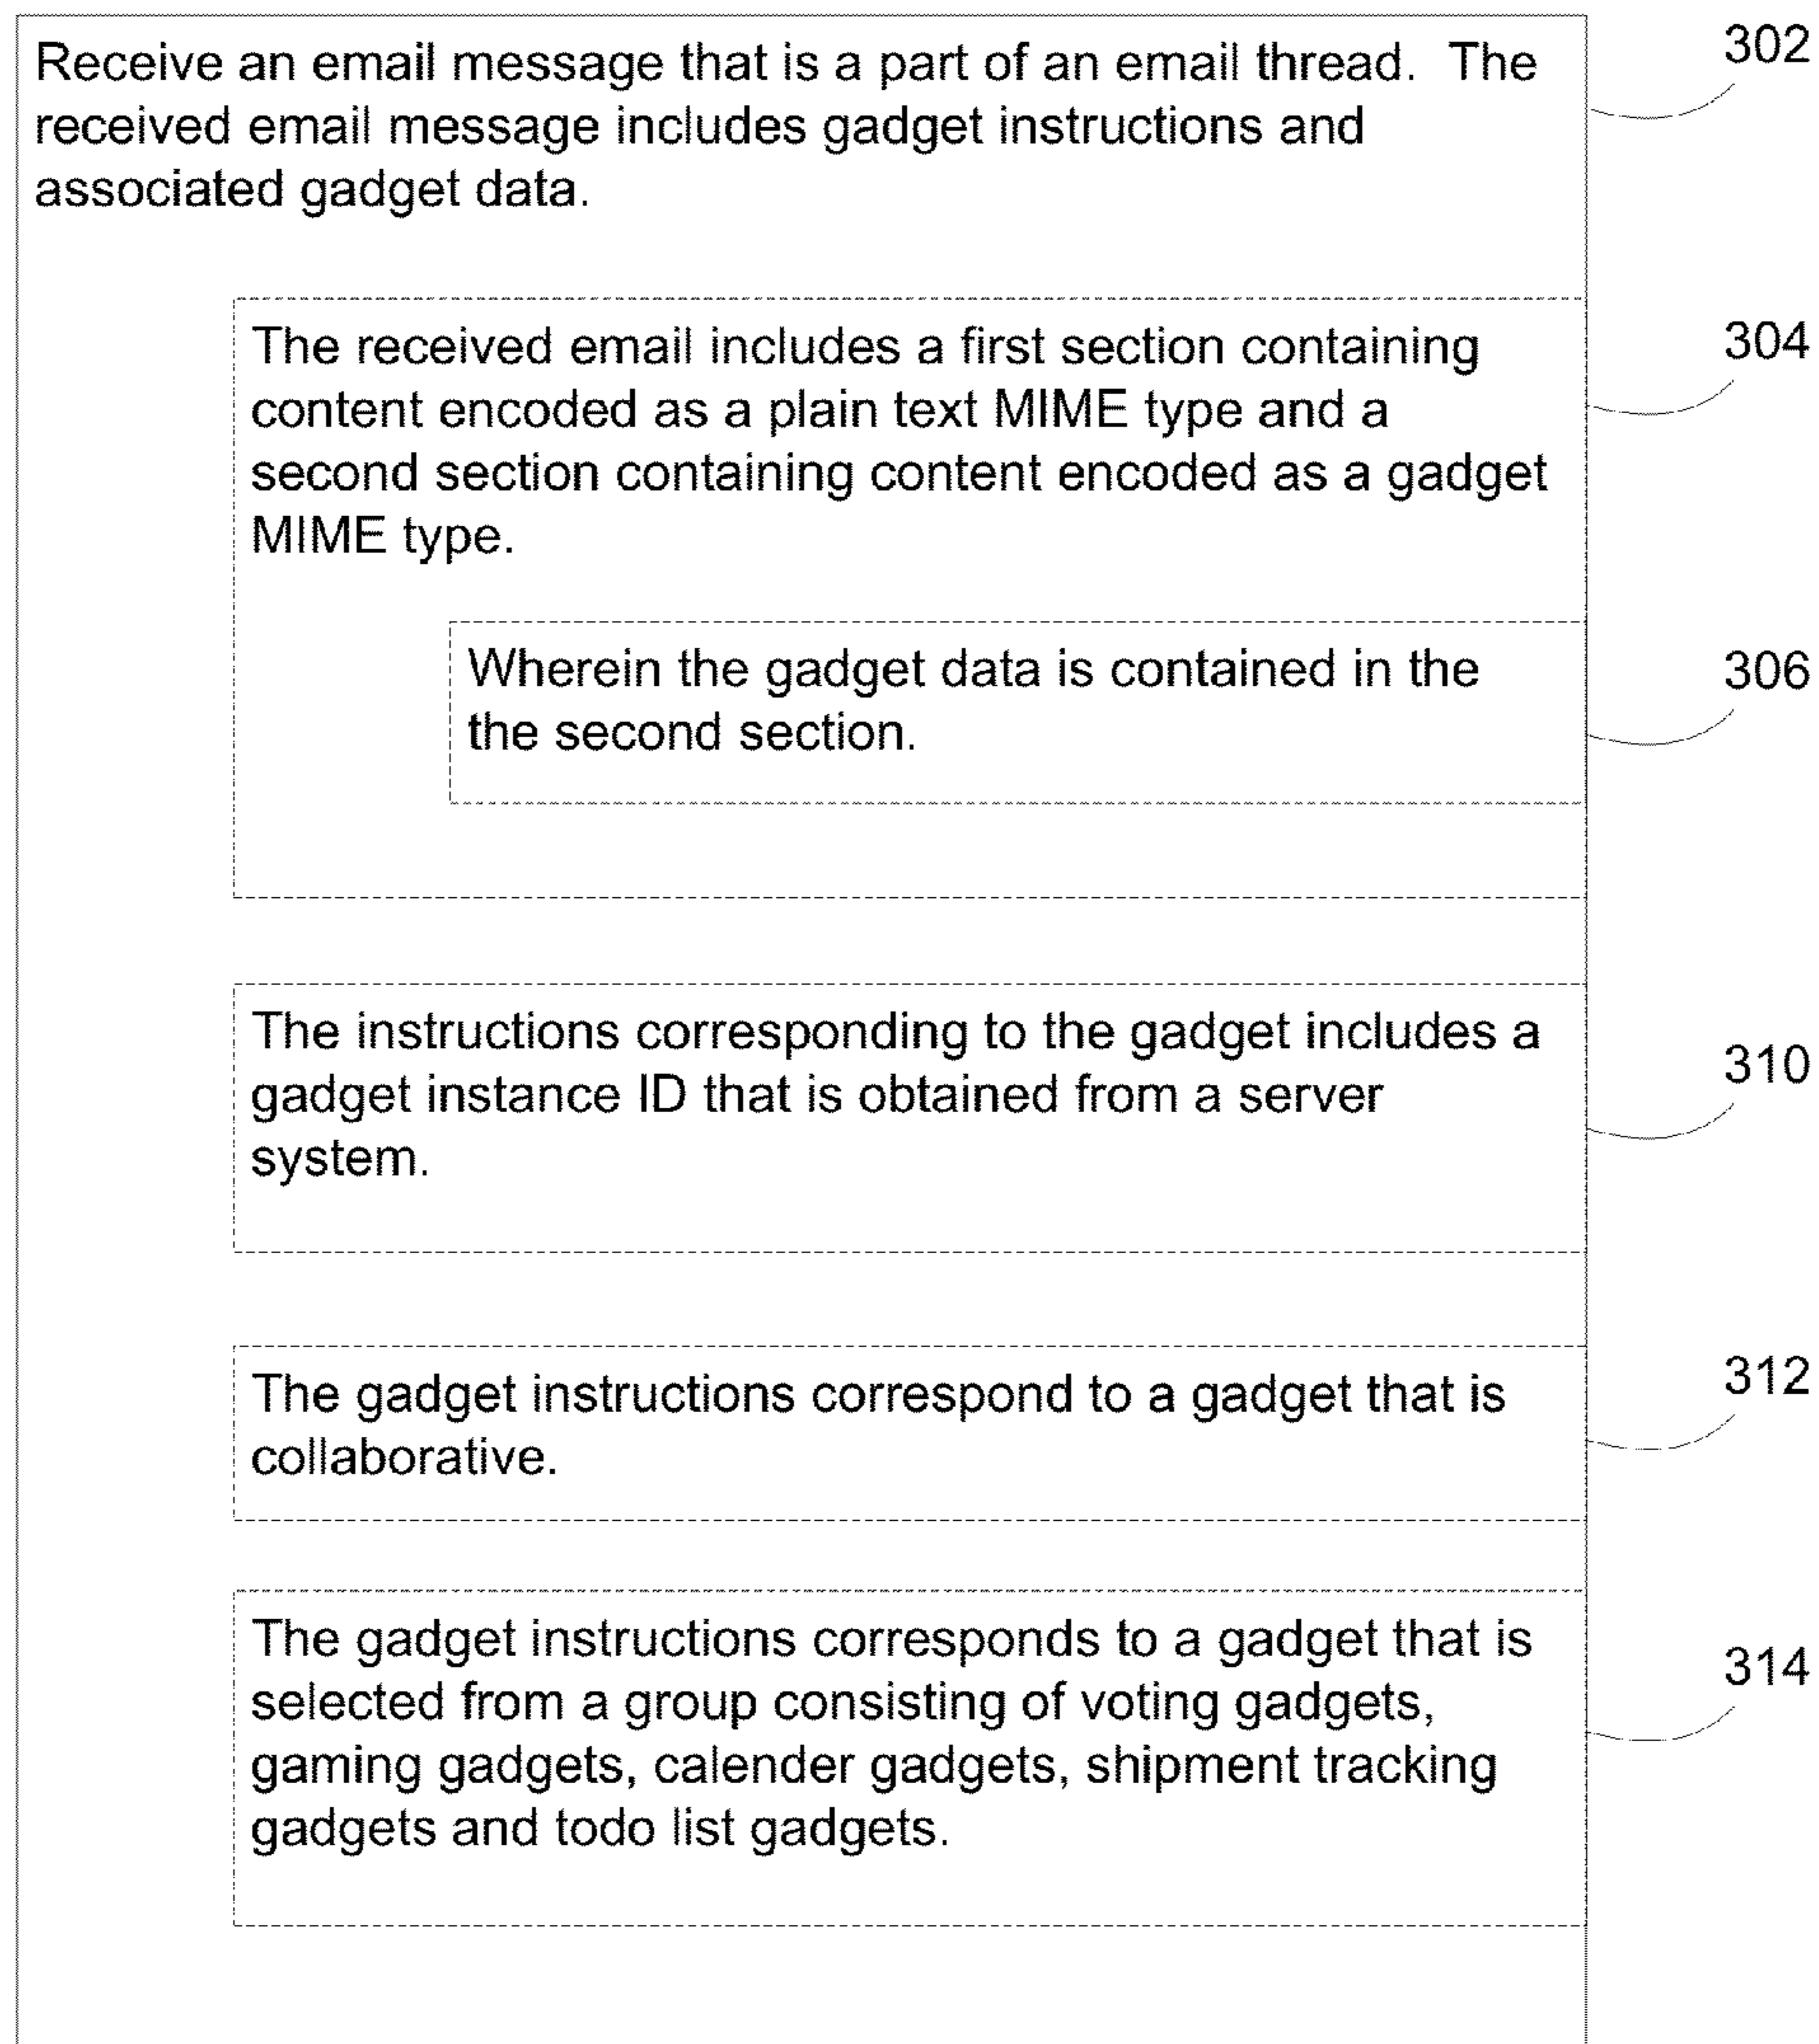 Receive an email message that is a part of an email thread.  The
received email message includes gadget instructions and
associated gadget data.
302
The received email includes a first section containing
content encoded as a plain text MIME type and a
second section containing content encoded as a gadget
MIME type.
304
Wherein the gadget data is contained in the
the second section.
306
The instructions corresponding to the gadget includes a
gadget instance ID that is obtained from a server
system.
310
The gadget instructions correspond to a gadget that is
collaborative.
312
The gadget instructions corresponds to a gadget that is
selected from a group consisting of voting gadgets,
gaming gadgets, calender gadgets, shipment tracking
gadgets and todo list gadgets.
314